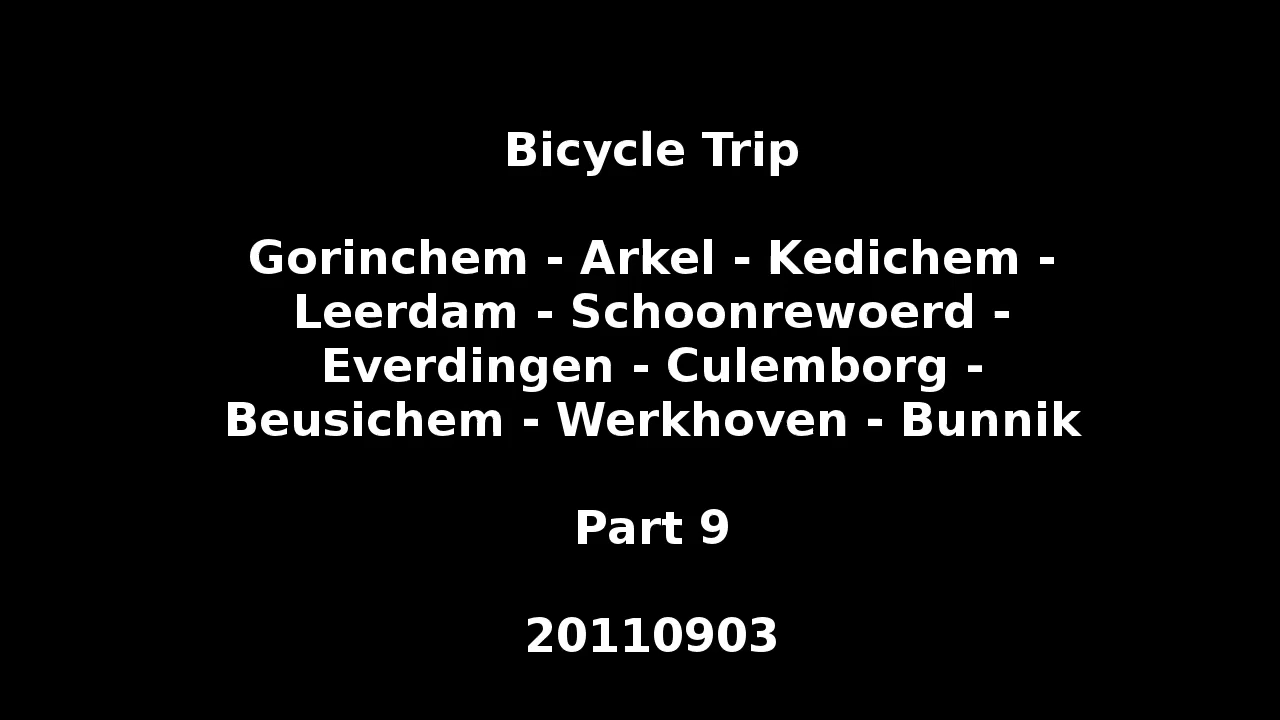 Bicycle Trip
Gorinchem - Arkel - Kedichem -
Leerdam - Schoonrewoerd -
Everdingen - Culemborg -
Beusichem - Werkhoven - Bunnik
Part 9
20110903